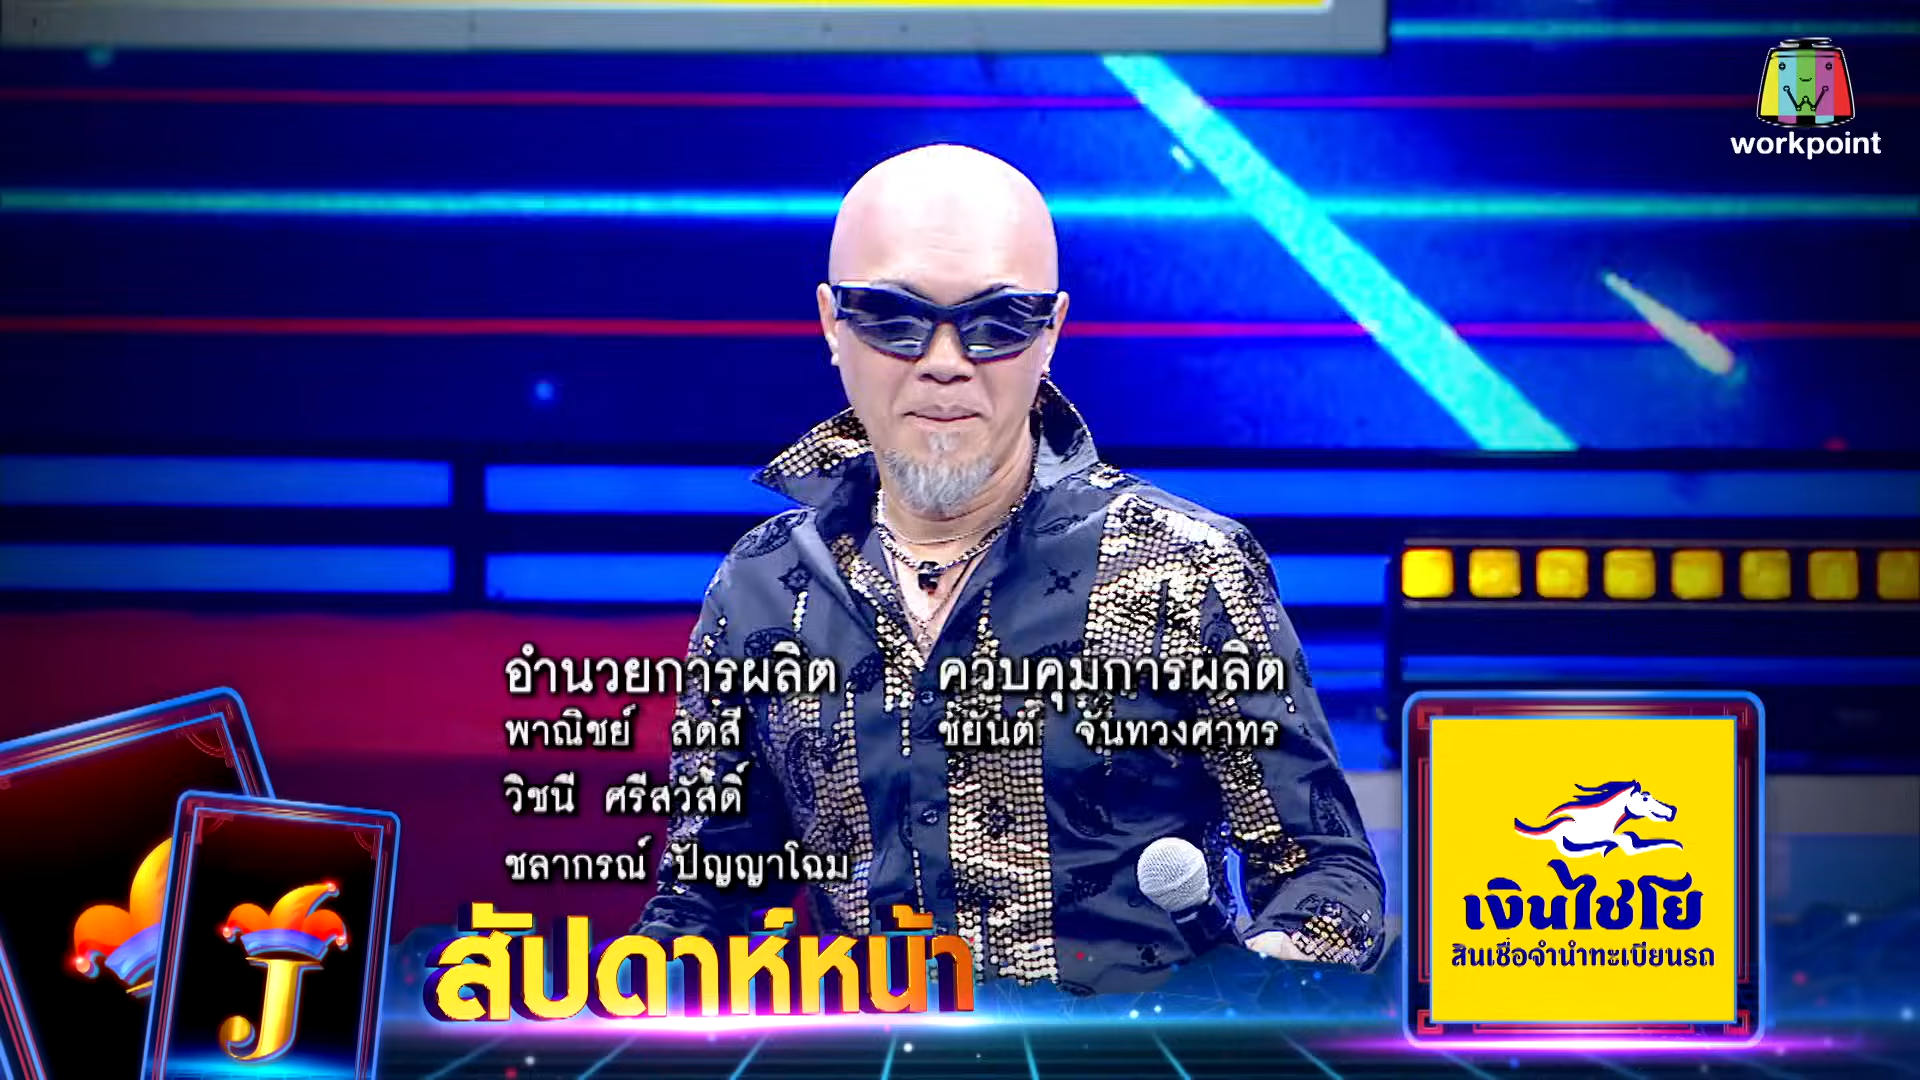 workpoint
อำนวยการผลิต
พาณิชย์ สดสี
วิชนี ศรีสวัสดิ์
ชลากรณ์ ปัญญาโฉม
ควบคุมการผลิต
ชยันต์ จันทวงศาทร
สัปดาห์หน้า
J
เงินไชโย
สินเชื่อจำนำทะเบียนรถ